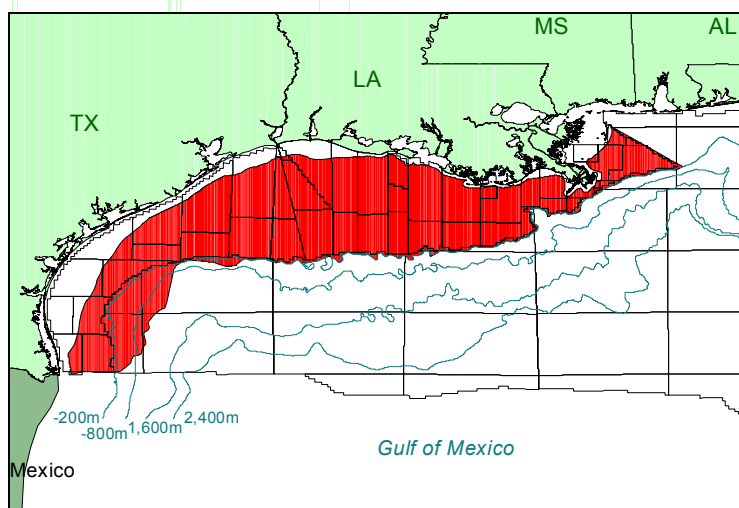 MS
AL
LA
TX
-200m
-800m
1,600m
2,400m
Gulf of Mexico
Mexico